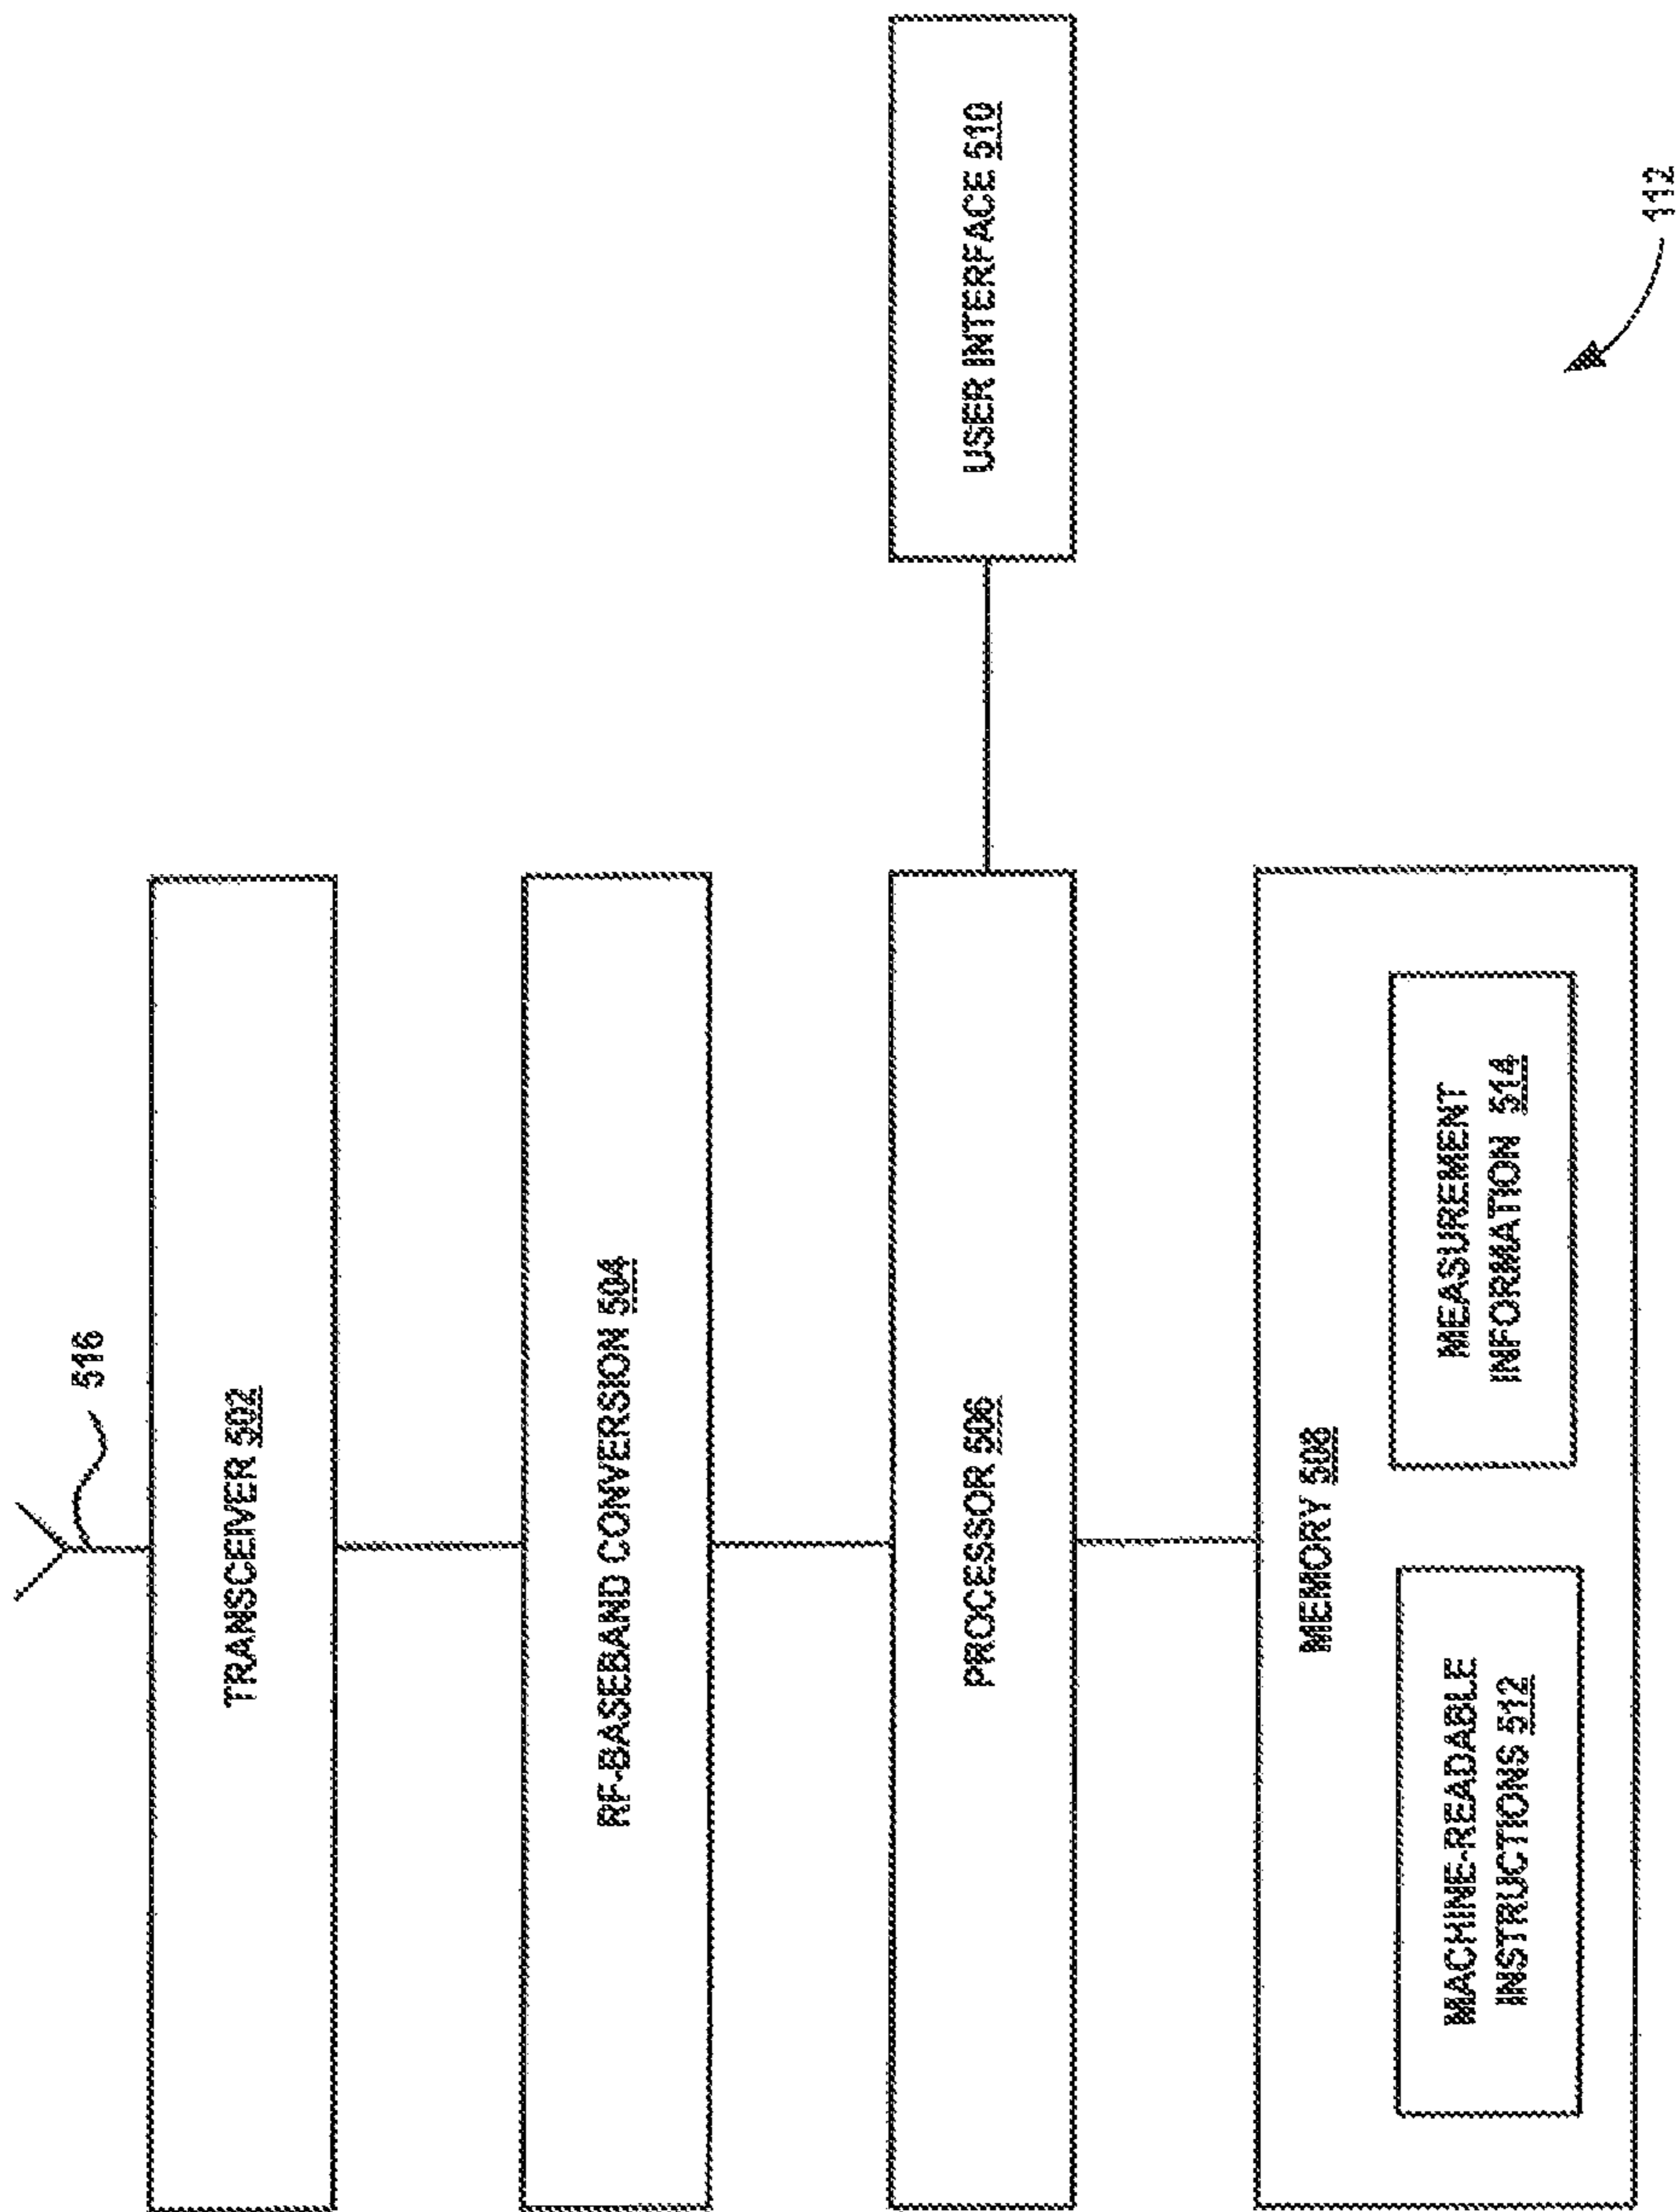 516
TRANSCEIVER 502
RF-BASEBAND CONVERSION 504
PROCESSOR 506
USER INTERFACE 510
MEMORY 508
MACHINE-READABLE
INSTRUCTIONS 512
MEASUREMENT
INFORMATION 514
112